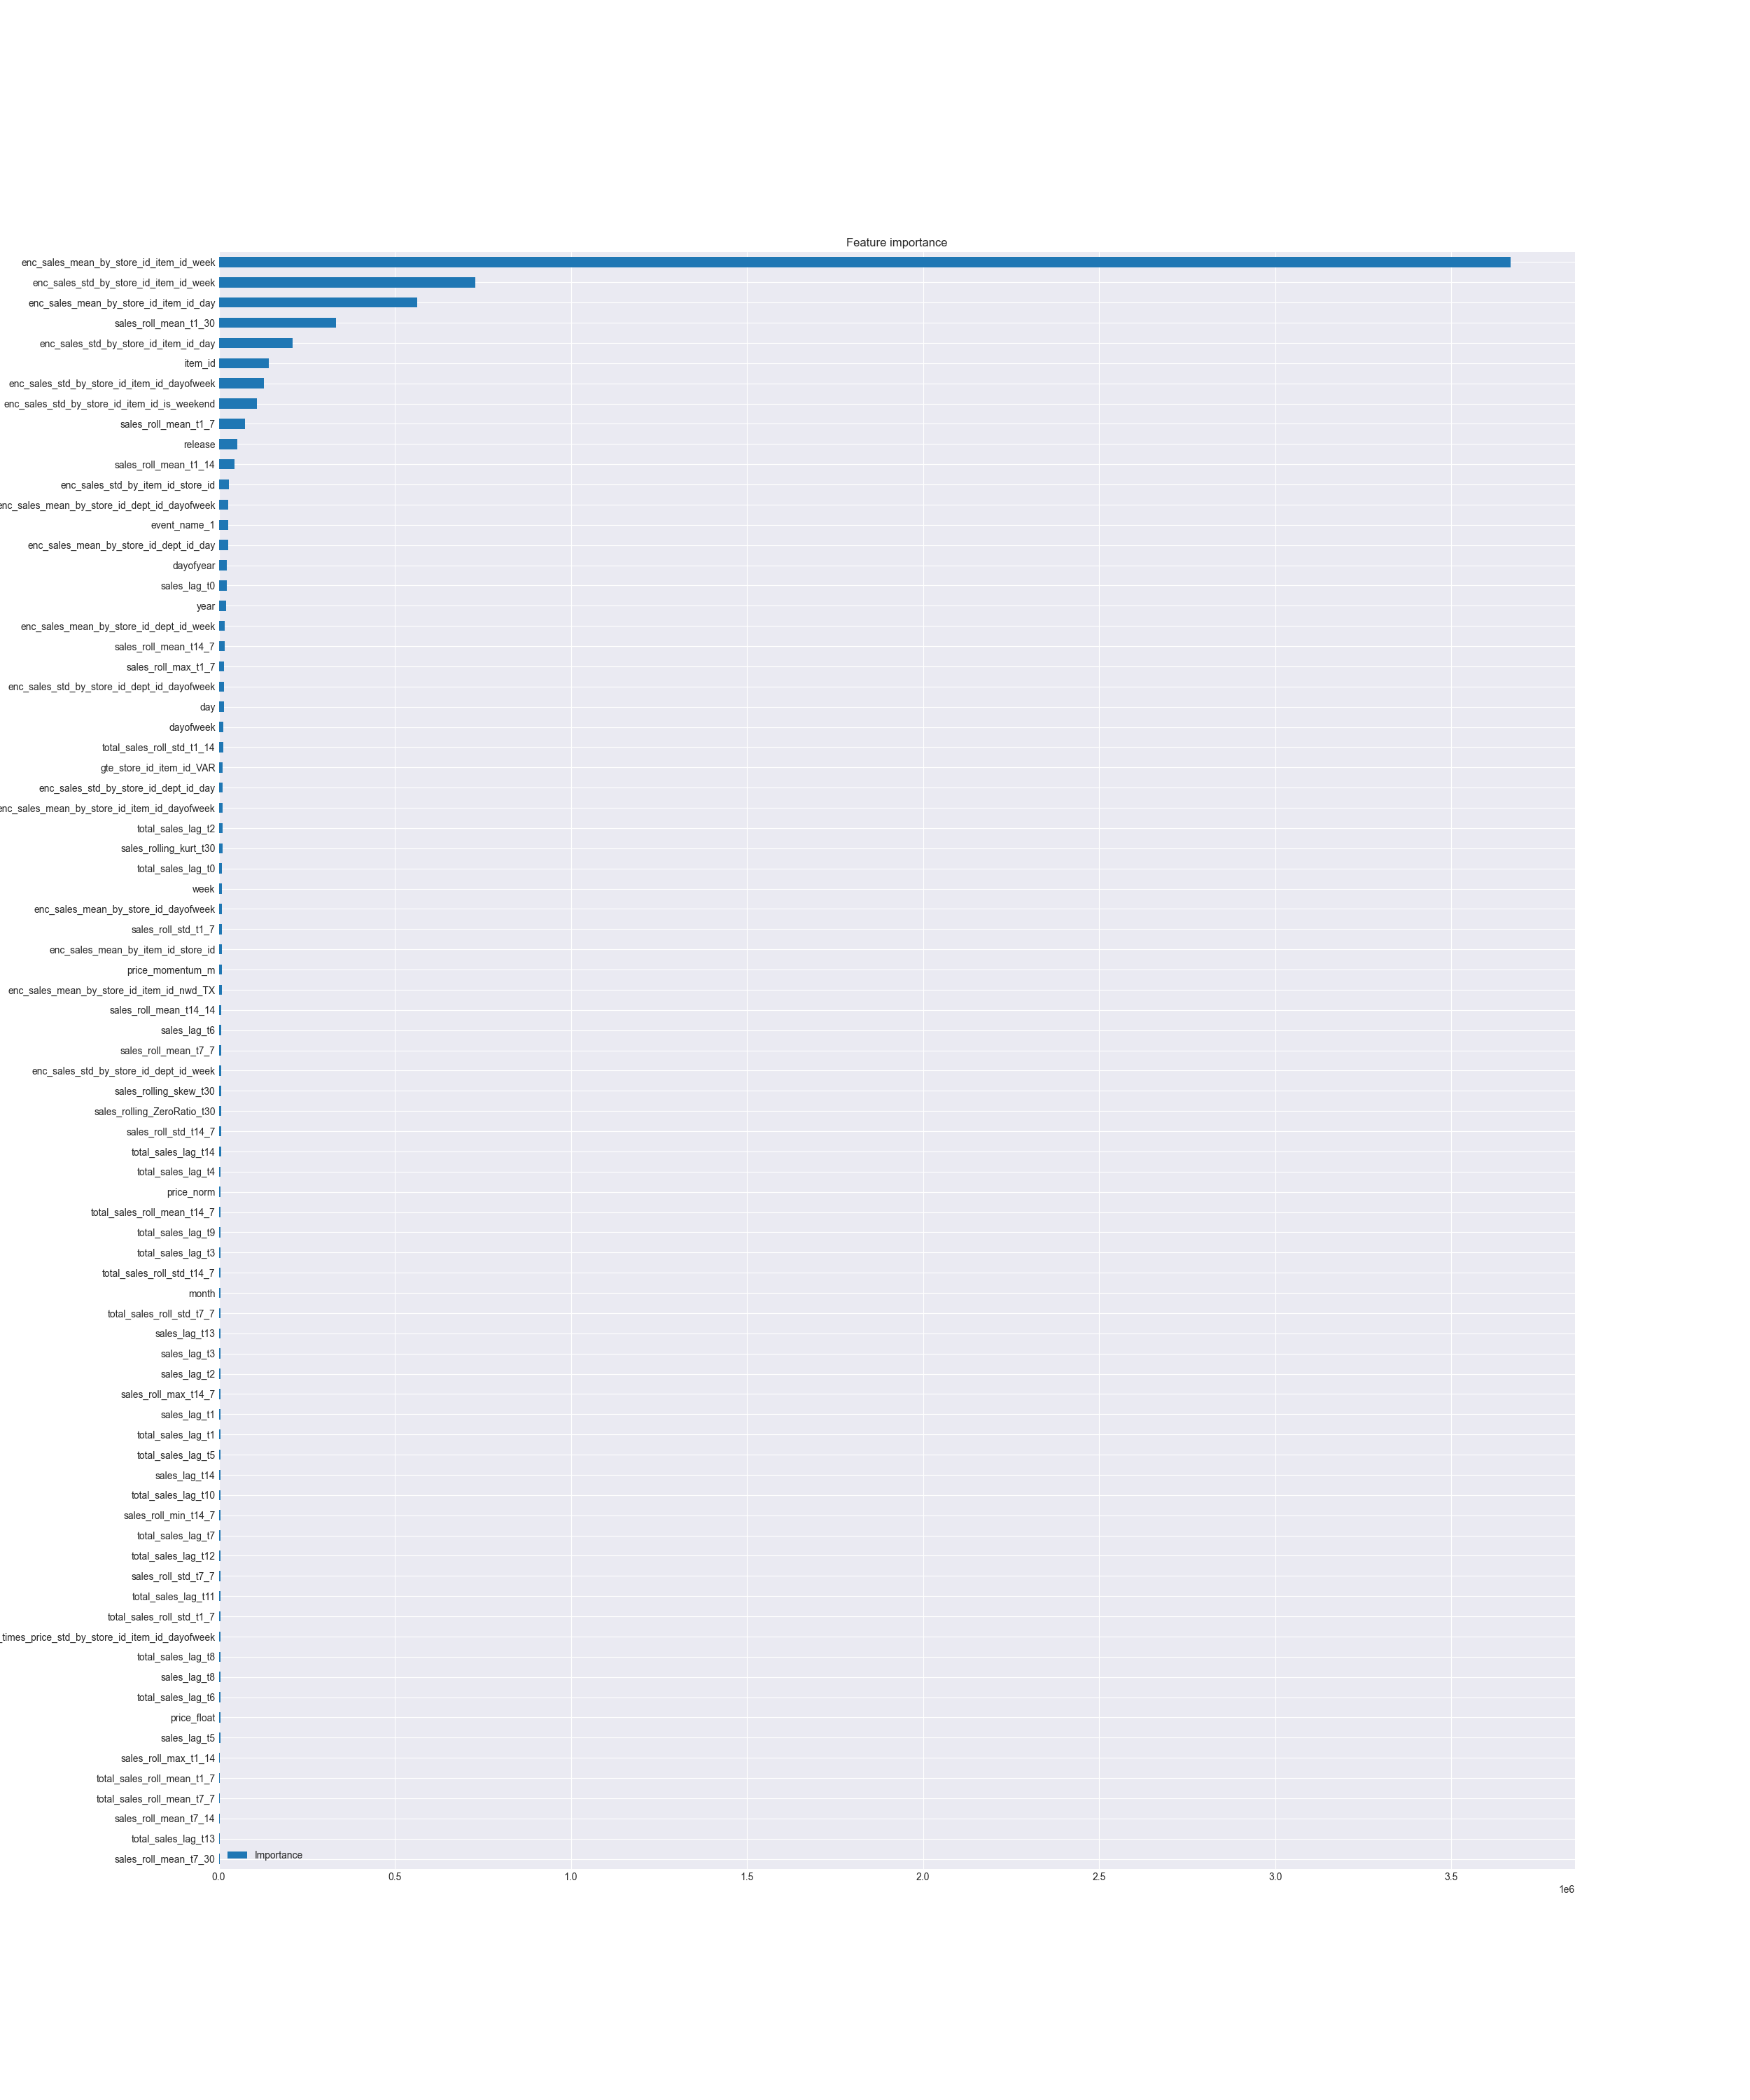 Feature importance
enc_sales_mean_by_store_id_item_id_week
enc_sales_std_by_store_id_item_id_week
enc_sales_mean_by_store_id_item_id_day
sales_roll_mean_t1_30
enc_sales_std_by_store_id_item_id_day
item_id
enc_sales_std_by_store_id_item_id_dayofweek
enc_sales_std_by_store_id_item_id_is_weekend
sales_roll_mean_t1_7
release
sales_roll_mean_t1_14
enc_sales_std_by_item_id_store_id
enc_sales_mean_by_store_id_dept_id_dayofweek
event_name_1
enc_sales_mean_by_store_id_dept_id_day
dayofyear
sales_lag_t0
year
enc_sales_mean_by_store_id_dept_id_week
sales_roll_mean_t14_7
sales_roll_max_t1_7
enc_sales_std_by_store_id_dept_id_dayofweek
day
dayofweek
total_sales_roll_std_t1_14
gte_store_id_item_id_VAR
enc_sales_std_by_store_id_dept_id_day
enc_sales_mean_by_store_id_item_id_dayofweek
total_sales_lag_t2
sales_rolling_kurt_t30
total_sales_lag_t0
week
enc_sales_mean_by_store_id_dayofweek
sales_roll_std_t1_7
enc_sales_mean_by_item_id_store_id
price_momentum_m
enc_sales_mean_by_store_id_item_id_nwd_TX
sales_roll_mean_t14_14
sales_lag_t6
sales_roll_mean_t7_7
enc_sales_std_by_store_id_dept_id_week
sales_rolling_skew_t30
sales_rolling_ZeroRatio_t30
sales_roll_std_t14_7
total_sales_lag_t14
total_sales_lag_t4
price_norm
total_sales_roll_mean_t14_7
total_sales_lag_t9
total_sales_lag_t3
total_sales_roll_std_t14_7
month
total_sales_roll_std_t7_7
sales_lag_t13
sales_lag_t3
sales_lag_t2
sales_roll_max_t14_7
sales_lag_t1
total_sales_lag_t1
total_sales_lag_t5
sales_lag_t14
total_sales_lag_t10
sales_roll_min_t14_7
total_sales_lag_t7
total_sales_lag_t12
sales_roll_std_t7_7
total_sales_lag_t11
total_sales_roll_std_t1_7
_times_price_std_by_store_id_item_id_dayofweek
total_sales_lag_t8
sales_lag_t8
total_sales_lag_t6
price_float
sales_lag_t5
sales_roll_max_t1_14
total_sales_roll_mean_t1_7
total_sales_roll_mean_t7_7
sales_roll_mean_t7_14
total_sales_lag_t13
sales_roll_mean_t7_30
Importance
0.0 0.5 1.0 1.5 2.0 2.5 3.0 3.5
1e6